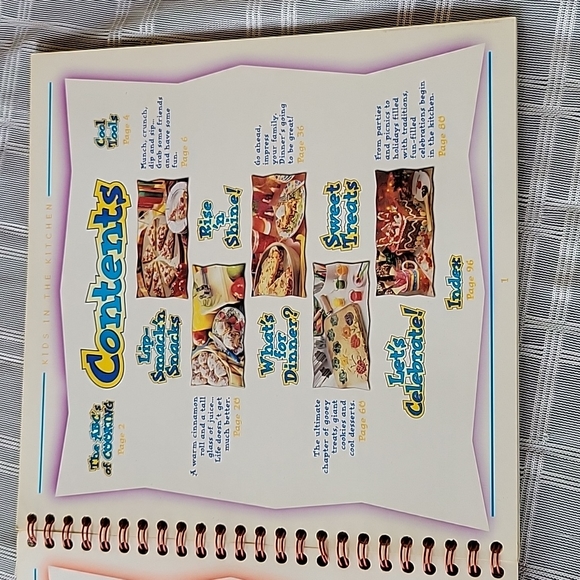 KIDS IN THE KITCHEN
Contents
The ABC's
of COOKING
Page 2
Cool
Tools
Page 4
Lip-
Smack'n
Snacks
Munch, crunch,
dip and sip...
Grab some friends
and have some
fun.
Page 6
A warm cinnamon
roll and a tall
glass of juice...
Life doesn't get
much better.
Page 20
Rise
'n
Shine!
What's
for
Dinner?
Go ahead,
impress
your family.
Dinner's going
to be great!
Page 36
The ultimate
chapter of gooey
treats, giant
cookies and
cool desserts.
Page 60
Sweet
Treats
Let's
Celebrate!
From parties
and picnics to
holidays filled
with traditions,
fun-filled
celebrations begin
in the kitchen.
Page 80
Index
Page 96
1